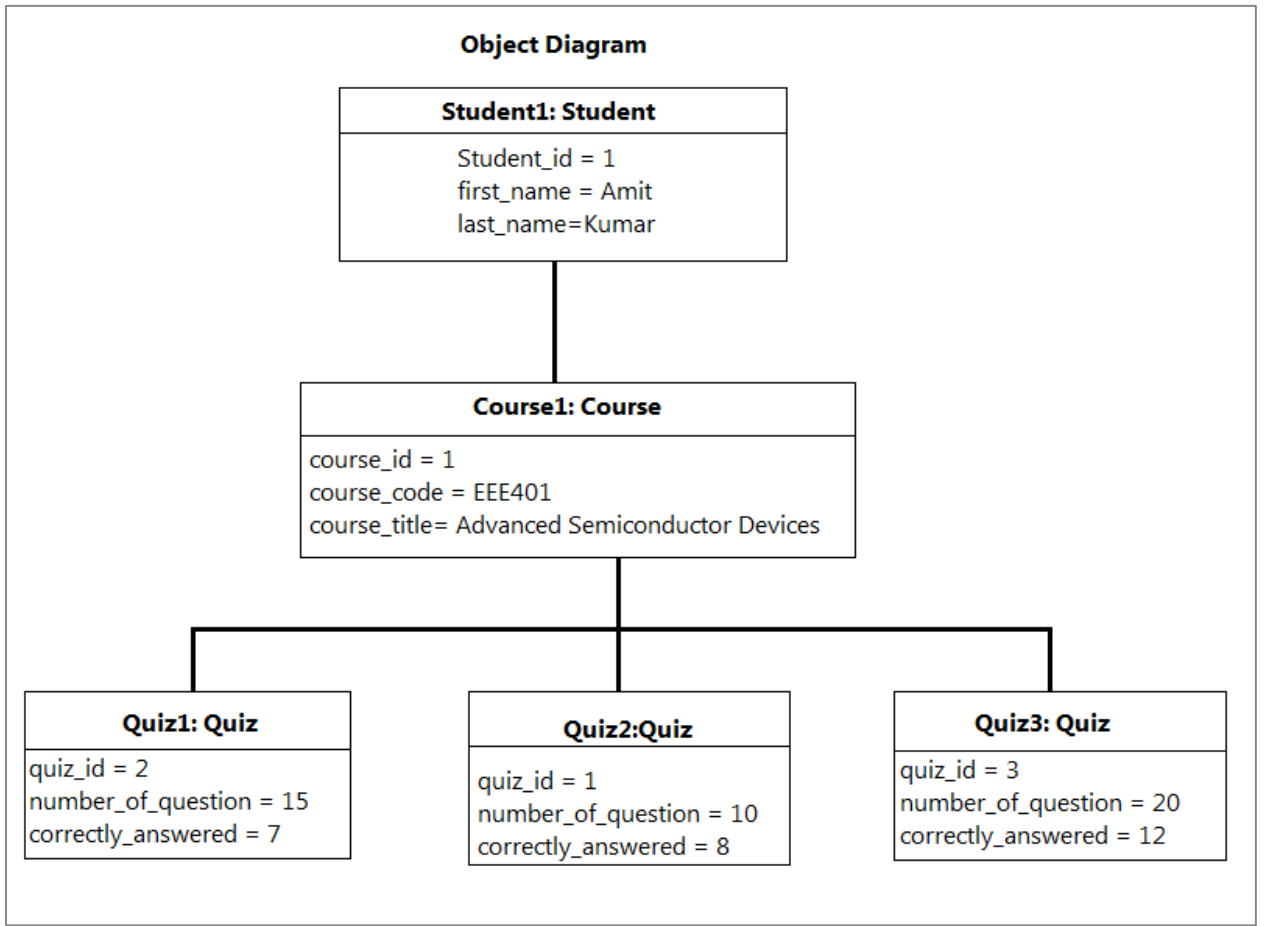 Object Diagram
Student1: Student
Student_id = 1
first_name = Amit
last_name=Kumar
Course1: Course
course_id = 1
course_code = EEE401
course_title= Advanced Semiconductor Devices
Quiz1: Quiz
quiz_id = 2
number_of_question = 15
correctly_answered = 7
Quiz2:Quiz
quiz_id = 1
number_of_question = 10
correctly_answered = 8
Quiz3: Quiz
quiz_id = 3
number_of_question = 20
correctly_answered = 12